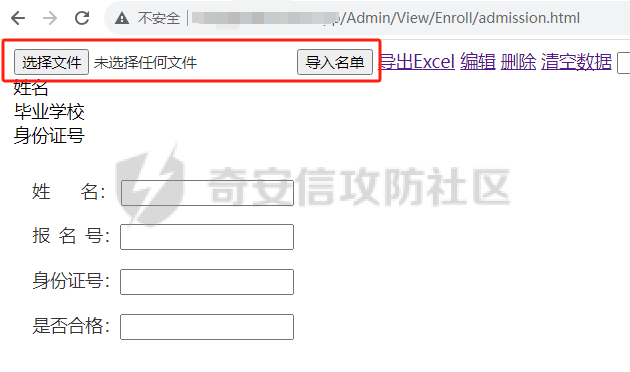 不安全 | /Admin/View/Enroll/admission.html
选择文件 未选择任何文件 导入名单 导出Excel 编辑 删除 清空数据
姓名
毕业学校
身份证号
奇安信攻防社区
姓 名：
报 名 号：
身份证号：
是否合格：